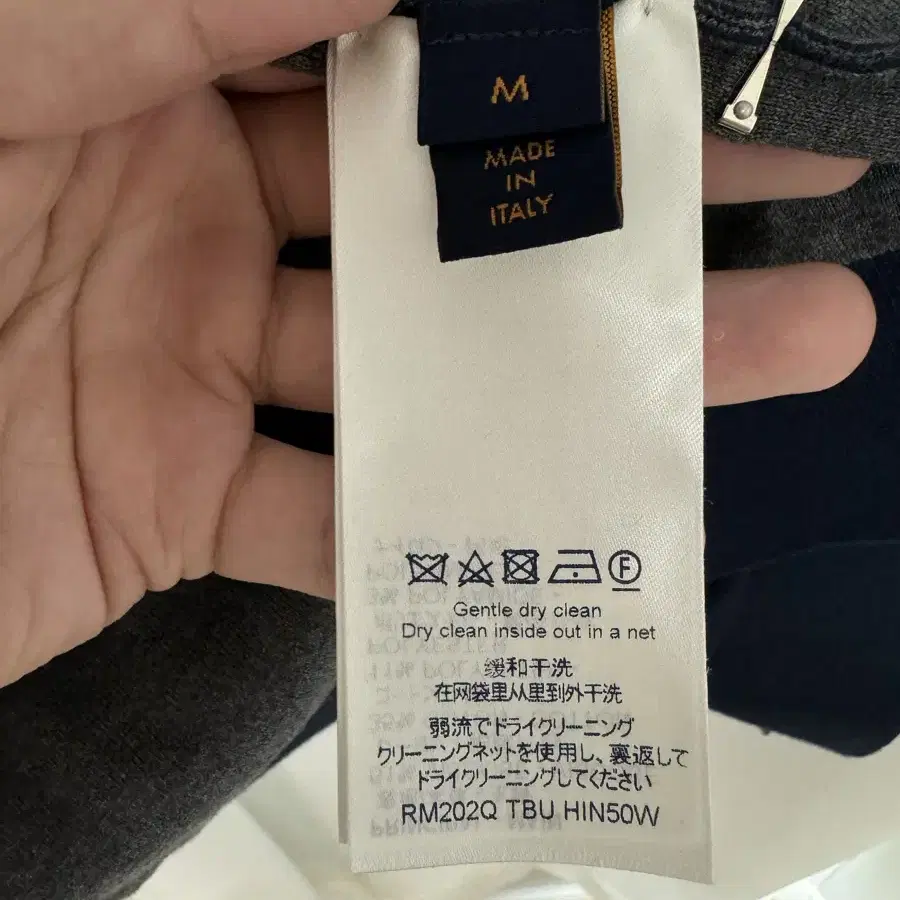 M
MADE
IN
ITALY
F
Gentle dry clean
Dry clean inside out in a net
缓和干洗
在网袋里从里到外干洗
弱流でドライクリーニング
クリーニングネットを使用し、裏返して
ドライクリーニングしてください
RM202Q TBU HIN50W